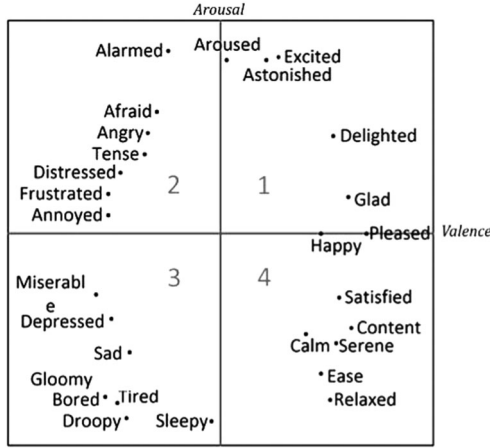 Arousal
Alarmed
Aroused
Excited
Astonished
Afraid
Angry
Delighted
Tense
Distressed
2
1
Frustrated
Glad
Annoyed
Pleased
Valence
Happy
3
4
Miserabl
e
Satisfied
Depressed
Content
Calm
Serene
Sad
Gloomy
Ease
Bored
Tired
Relaxed
Droopy
Sleepy